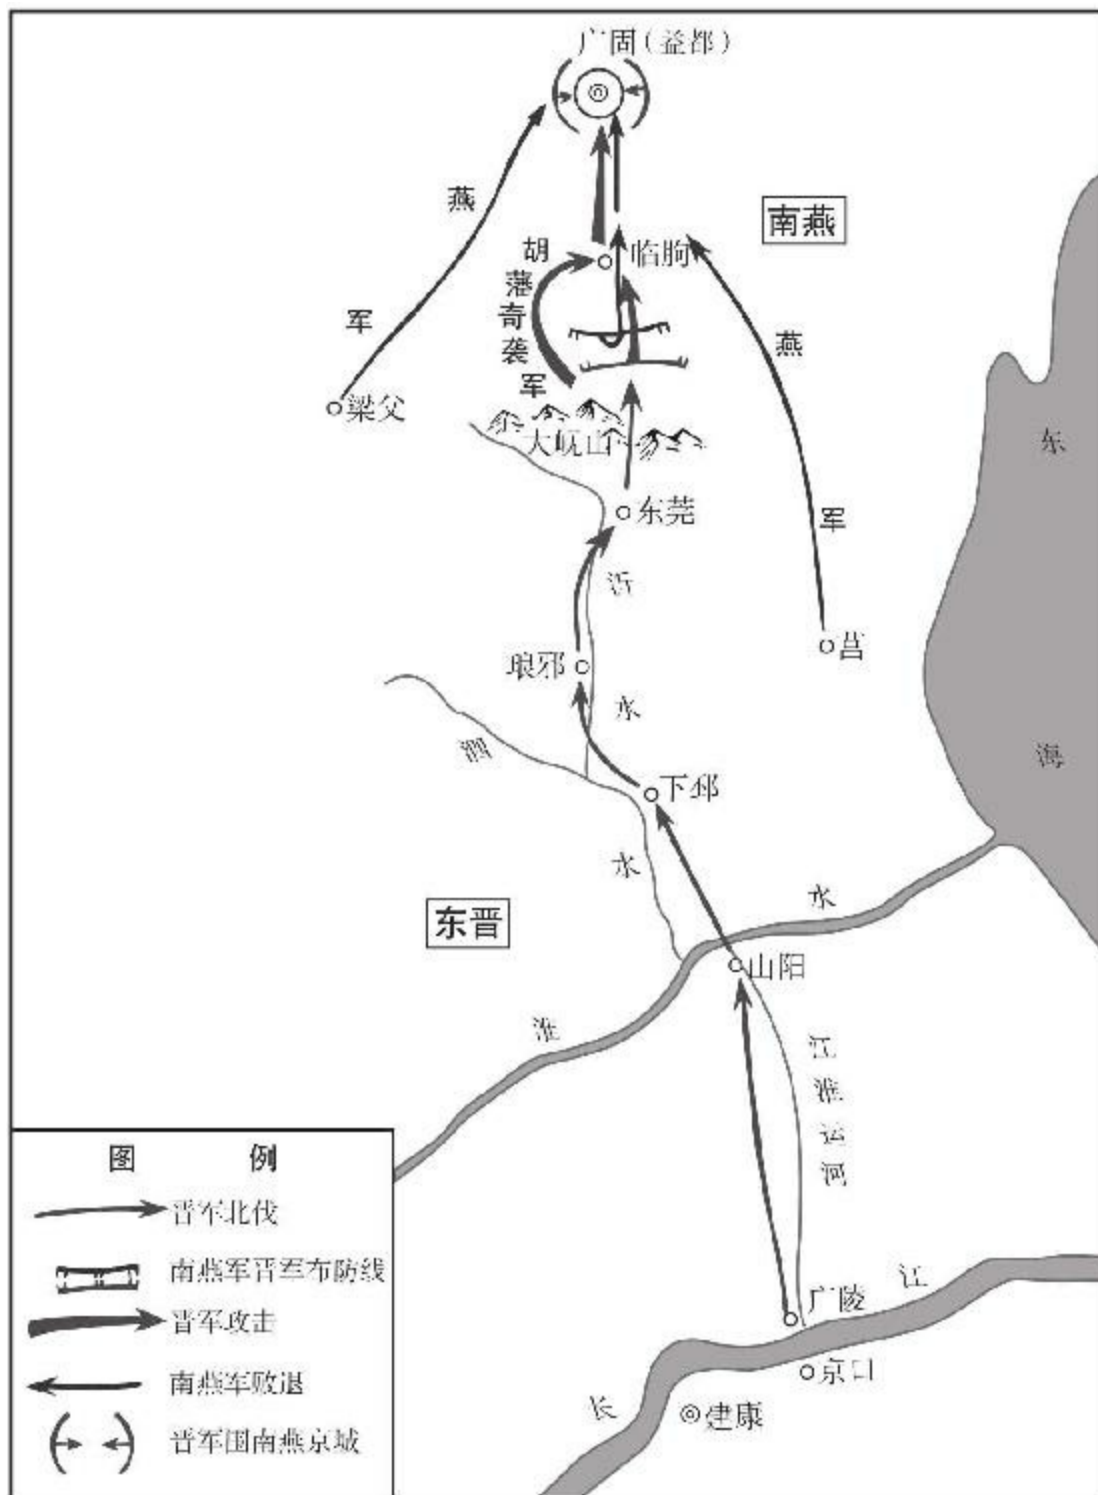 广固(益都)
南燕
燕军
胡藩奇袭军
临朐
燕军
梁父
大岘山
东莞
沂水
莒
琅邪
泗水
下邳
东海
东晋
淮水
山阳
江淮运河
广陵
长江
京口
建康
图 例
晋军北伐
南燕军晋军布防线
晋军攻击
南燕军败退
晋军围南燕京城